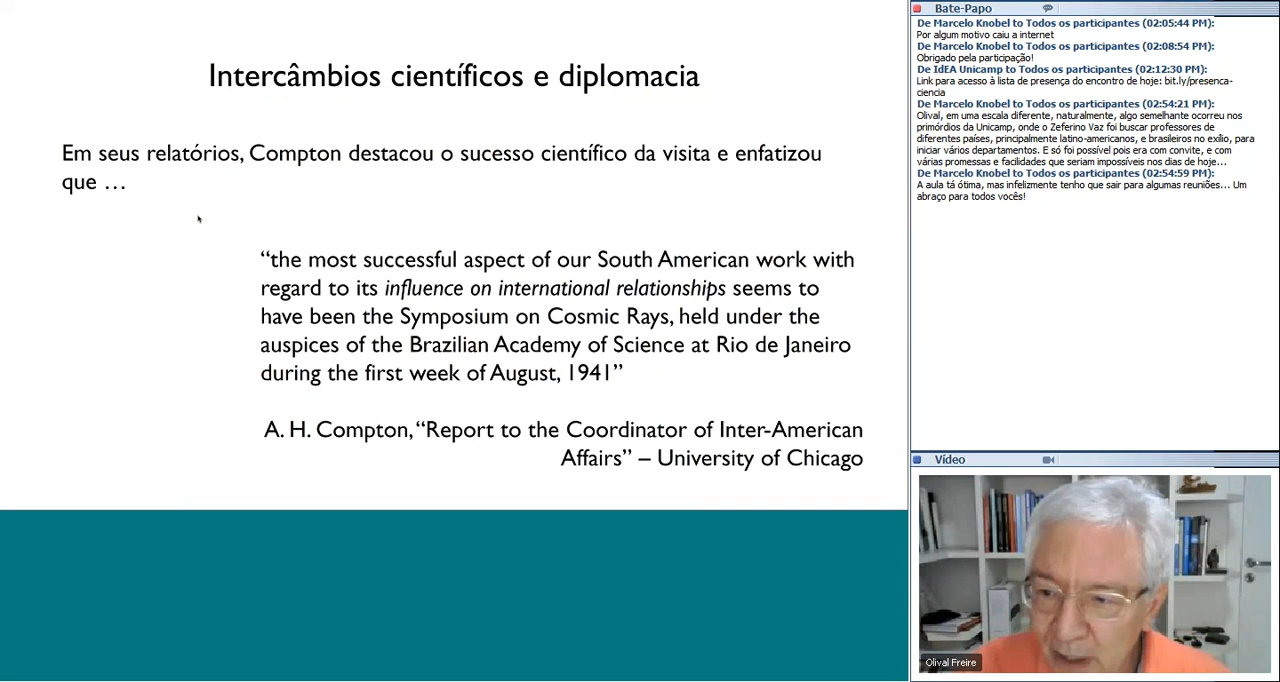 Intercâmbios científicos e diplomacia
Em seus relatórios, Compton destacou o sucesso científico da visita e enfatizou
que …
“the most successful aspect of our South American work with
regard to its influence on international relationships seems to
have been the Symposium on Cosmic Rays, held under the
auspices of the Brazilian Academy of Science at Rio de Janeiro
during the first week of August, 1941”
A. H. Compton, “Report to the Coordinator of Inter-American
Affairs” – University of Chicago
Bate-Papo
De Marcelo Knobel to Todos os participantes (02:05:44 PM):
Por algum motivo caiu a internet
De Marcelo Knobel to Todos os participantes (02:08:54 PM):
Obrigado pela participação!
De IdEA Unicamp to Todos os participantes (02:12:30 PM):
Link para acesso à lista de presença do encontro de hoje: bit.ly/presenca-
ciencia
De Marcelo Knobel to Todos os participantes (02:54:21 PM):
Olival, em uma escala diferente, naturalmente, algo semelhante ocorreu nos
primórdios da Unicamp, onde o Zeferino Vaz foi buscar professores de
diferentes países, principalmente latino-americanos, e brasileiros no exílio, para
iniciar vários departamentos. E só foi possível pois era com convite, e com
várias promessas e facilidades que seriam impossíveis nos dias de hoje...
De Marcelo Knobel to Todos os participantes (02:54:59 PM):
A aula tá ótima, mas infelizmente tenho que sair para algumas reuniões... Um
abraço para todos vocês!
Vídeo
Olival Freire